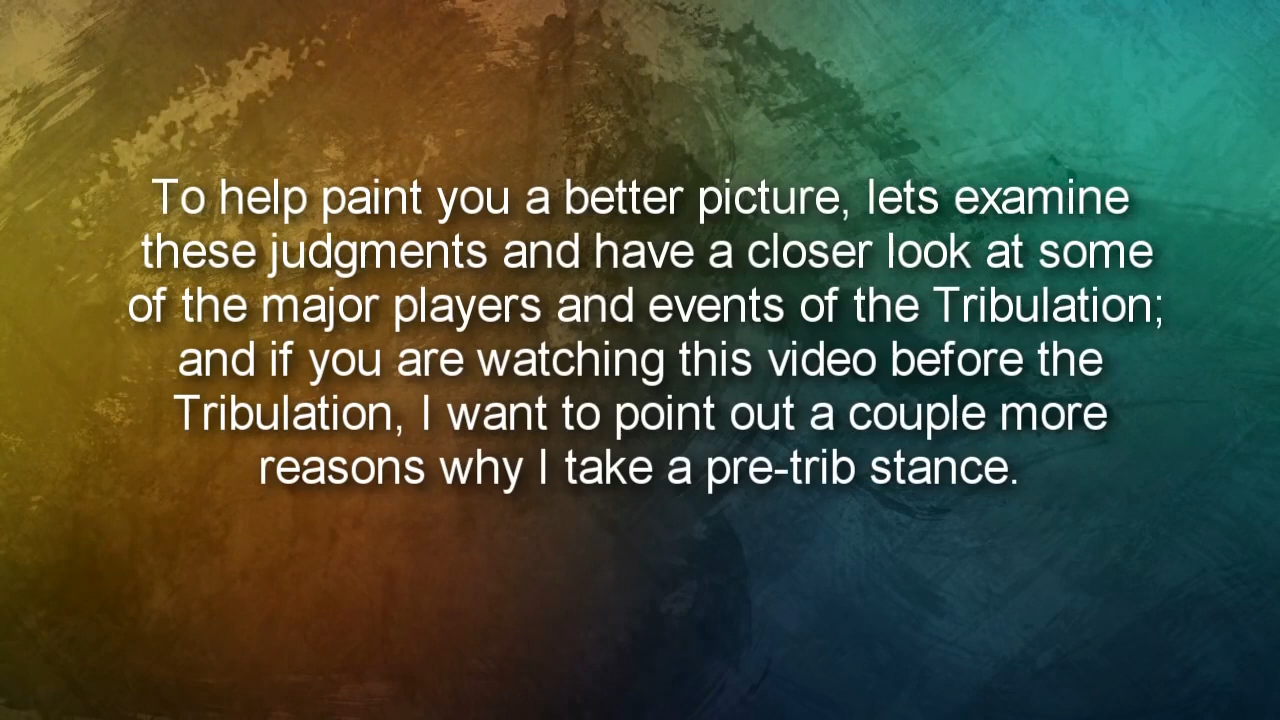 To help paint you a better picture, lets examine
these judgments and have a closer look at some
of the major players and events of the Tribulation;
and if you are watching this video before the
Tribulation, I want to point out a couple more
reasons why I take a pre-trib stance.